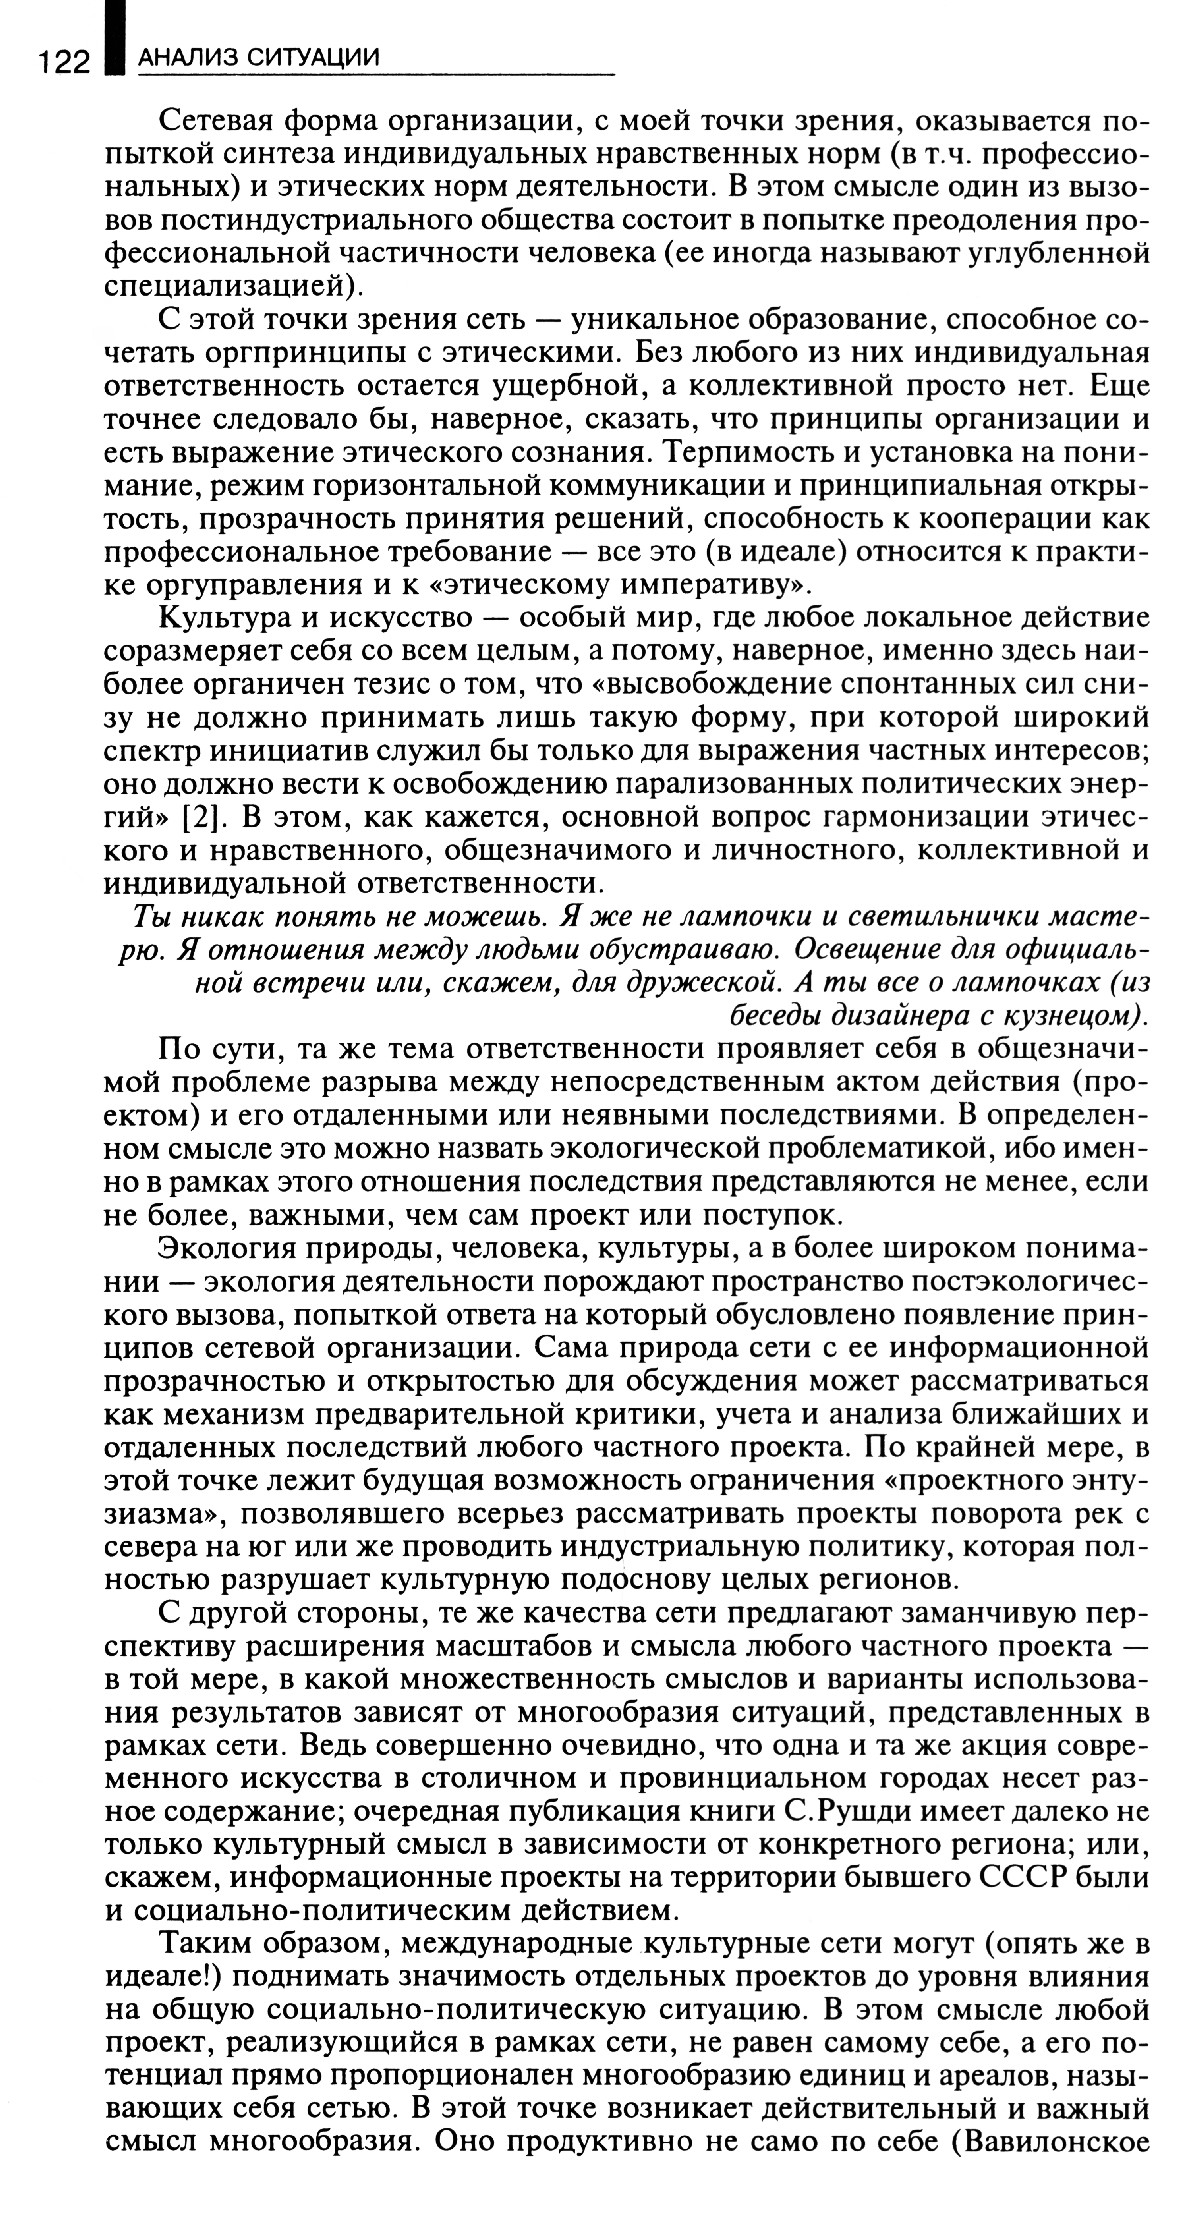 122 АНАЛИЗ СИТУАЦИИ
Сетевая форма организации, с моей точки зрения, оказывается по-
пыткой синтеза индивидуальных нравственных норм (в т.ч. профессио-
нальных) и этических норм деятельности. В этом смысле один из вызо-
вов постиндустриального общества состоит в попытке преодоления про-
фессиональной частичности человека (ее иногда называют углубленной
специализацией).
С этой точки зрения сеть — уникальное образование, способное со-
четать оргпринципы с этическими. Без любого из них индивидуальная
ответственность остается ущербной, а коллективной просто нет. Еще
точнее следовало бы, наверное, сказать, что принципы организации и
есть выражение этического сознания. Терпимость и установка на пони-
мание, режим горизонтальной коммуникации и принципиальная откры-
тость, прозрачность принятия решений, способность к кооперации как
профессиональное требование — все это (в идеале) относится к практи-
ке оргуправления и к «этическому императиву».
Культура и искусство — особый мир, где любое локальное действие
соразмеряет себя со всем целым, а потому, наверное, именно здесь наи-
более органичен тезис о том, что «высвобождение спонтанных сил сни-
зу не должно принимать лишь такую форму, при которой широкий
спектр инициатив служил бы только для выражения частных интересов;
оно должно вести к освобождению парализованных политических энер-
гий» [2]. В этом, как кажется, основной вопрос гармонизации этичес-
кого и нравственного, общезначимого и личностного, коллективной и
индивидуальной ответственности.
Ты никак понять не можешь. Я же не лампочки и светильнички масте-
рю. Я отношения между людьми обустраиваю. Освещение для официаль-
ной встречи или, скажем, для дружеской. А ты все о лампочках (из
беседы дизайнера с кузнецом).
По сути, та же тема ответственности проявляет себя в общезначи-
мой проблеме разрыва между непосредственным актом действия (про-
ектом) и его отдаленными или неявными последствиями. В определен-
ном смысле это можно назвать экологической проблематикой, ибо имен-
но в рамках этого отношения последствия представляются не менее, если
не более, важными, чем сам проект или поступок.
Экология природы, человека, культуры, а в более широком понима-
нии — экология деятельности порождают пространство постэкологичес-
кого вызова, попыткой ответа на который обусловлено появление прин-
ципов сетевой организации. Сама природа сети с ее информационной
прозрачностью и открытостью для обсуждения может рассматриваться
как механизм предварительной критики, учета и анализа ближайших и
отдаленных последствий любого частного проекта. По крайней мере, в
этой точке лежит будущая возможность ограничения «проектного энту-
зиазма», позволявшего всерьез рассматривать проекты поворота рек с
севера на юг или же проводить индустриальную политику, которая пол-
ностью разрушает культурную подоснову целых регионов.
С другой стороны, те же качества сети предлагают заманчивую пер-
спективу расширения масштабов и смысла любого частного проекта —
в той мере, в какой множественность смыслов и варианты использова-
ния результатов зависят от многообразия ситуаций, представленных в
рамках сети. Ведь совершенно очевидно, что одна и та же акция совре-
менного искусства в столичном и провинциальном городах несет раз-
ное содержание; очередная публикация книги С.Рушди имеет далеко не
только культурный смысл в зависимости от конкретного региона; или,
скажем, информационные проекты на территории бывшего СССР были
и социально-политическим действием.
Таким образом, международные культурные сети могут (опять же в
идеале!) поднимать значимость отдельных проектов до уровня влияния
на общую социально-политическую ситуацию. В этом смысле любой
проект, реализующийся в рамках сети, не равен самому себе, а его по-
тенциал прямо пропорционален многообразию единиц и ареалов, назы-
вающих себя сетью. В этой точке возникает действительный и важный
смысл многообразия. Оно продуктивно не само по себе (Вавилонское